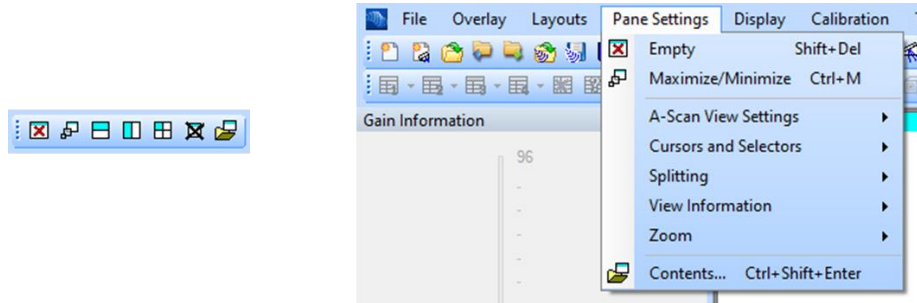 File Overlay Layouts Pane Settings Display Calibration
Empty Shift+Del
Maximize/Minimize Ctrl+M
A-Scan View Settings
Gain Information
Cursors and Selectors
96
Splitting
View Information
Zoom
Contents... Ctrl+Shift+Enter